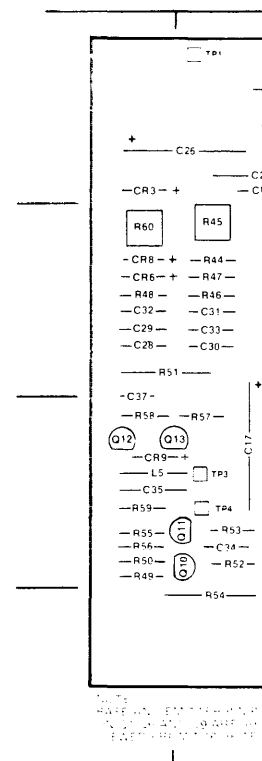 TP1
+
C26
CR3 +
R60 R45
CR8 + R44
CR6 + R47
R48 R46
C32 C31
C29 C33
C28 C30
R51
C37
+
R58 R57
Q12 Q13
C17
CR9 +
L5 TP3
C35
R59 TP4
Q11
R55 R53
R56 C34
R50 Q10 R52
R49
R54
NOTE